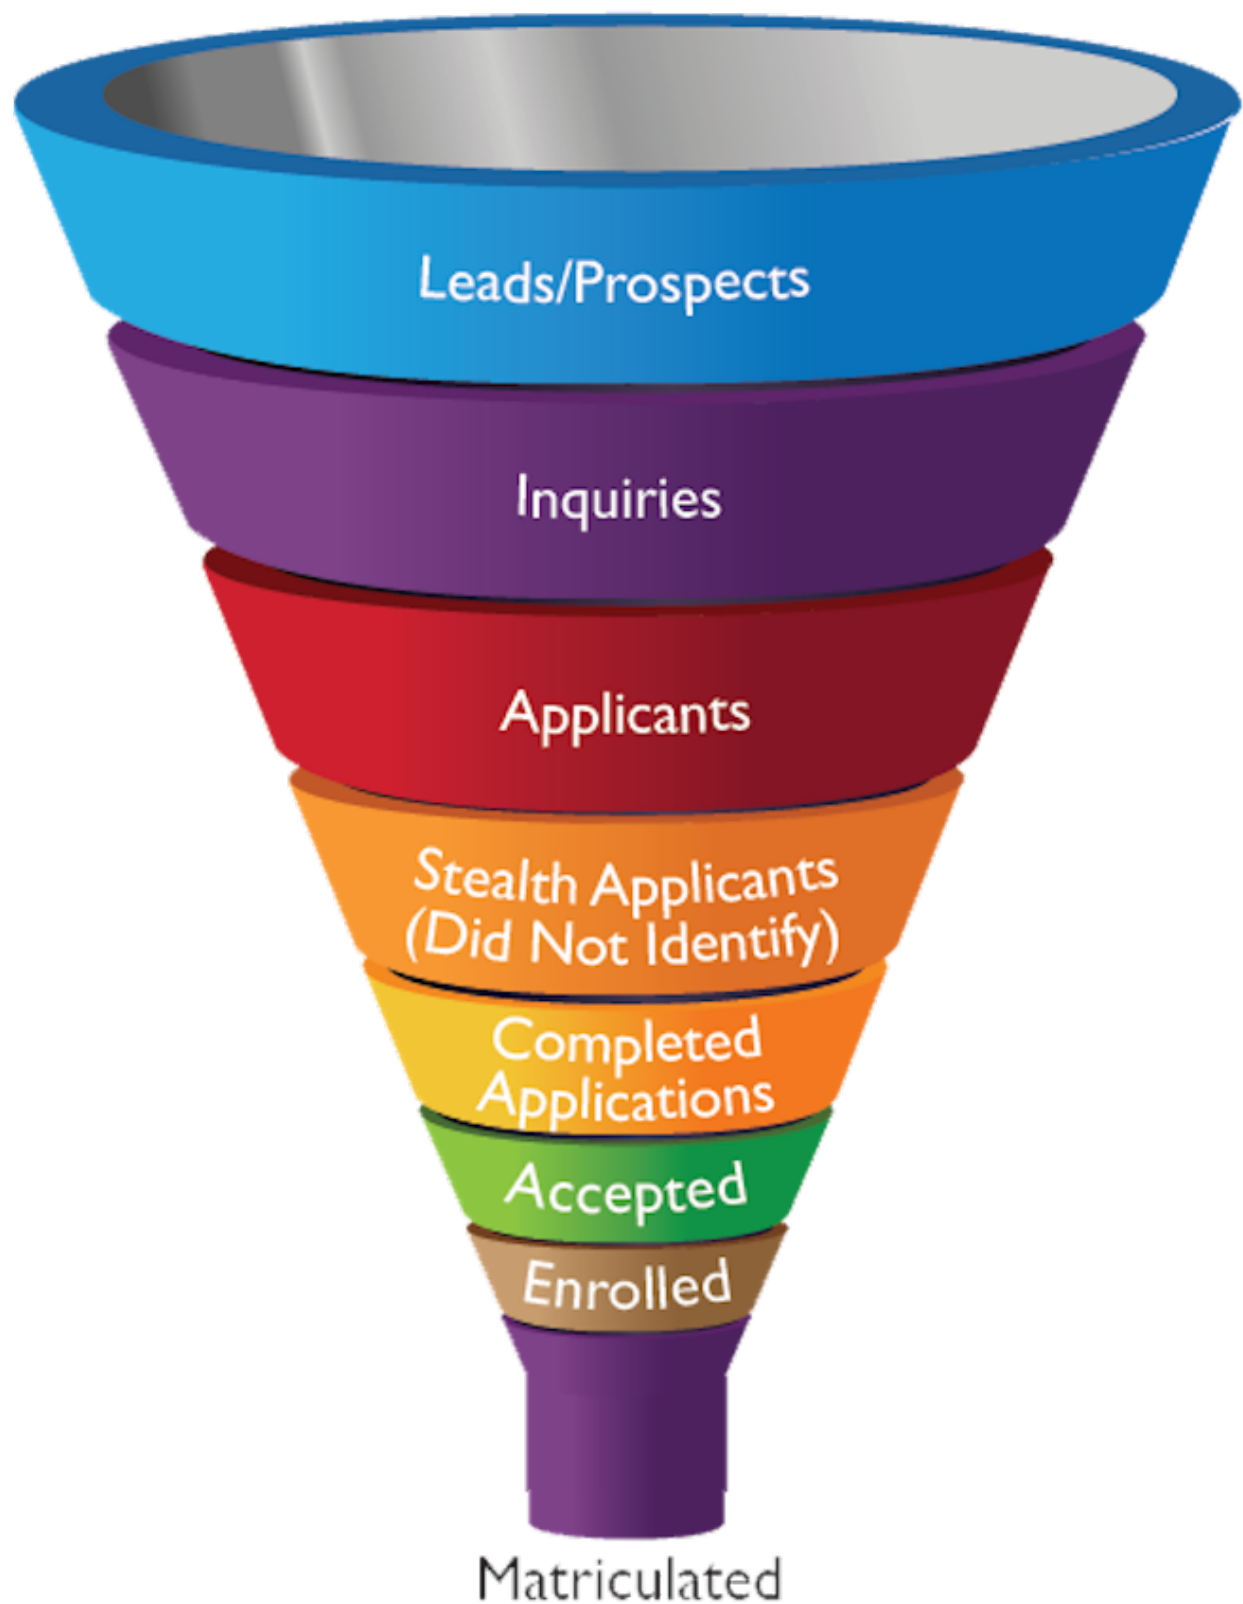 Leads/Prospects
Inquiries
Applicants
Stealth Applicants
(Did Not Identify)
Completed
Applications
Accepted
Enrolled
Matriculated